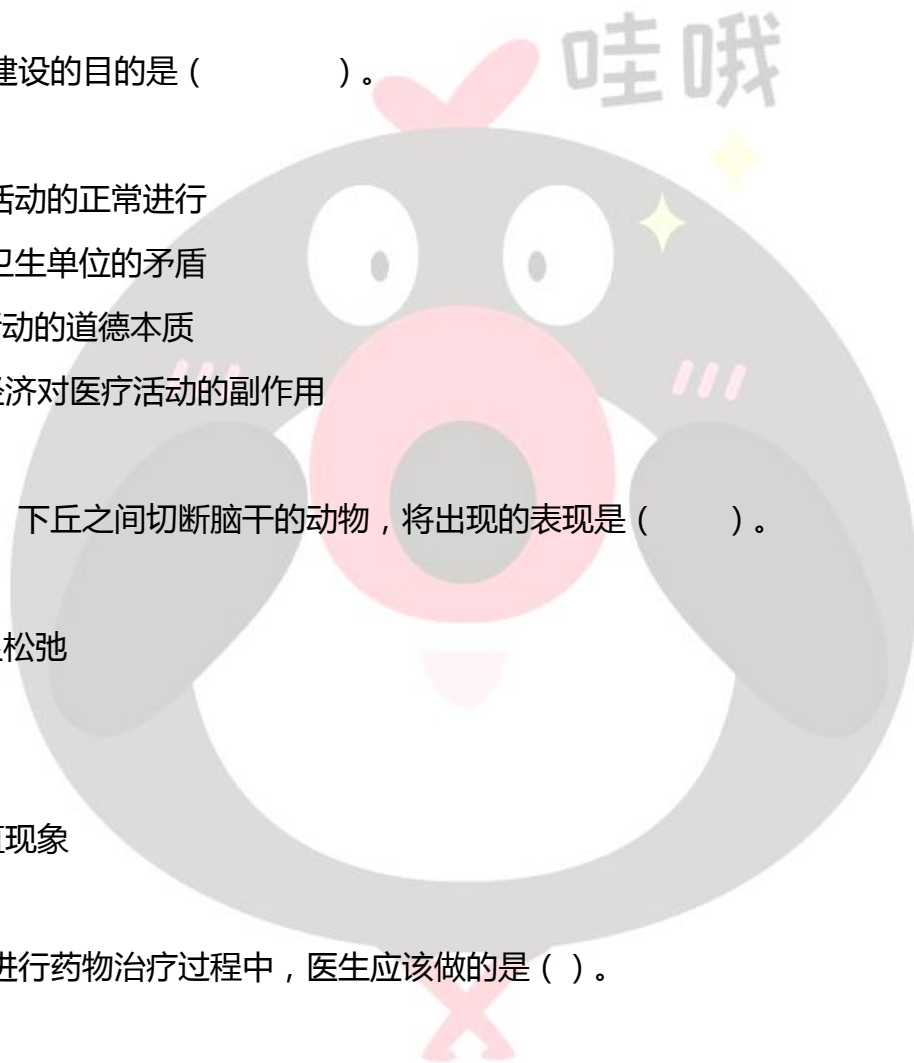 哇哦
建设的目的是（　　　　）。
活动的正常进行
卫生单位的矛盾
动的道德本质
经济对医疗活动的副作用
下丘之间切断脑干的动物，将出现的表现是（　　）。
松弛
现象
进行药物治疗过程中，医生应该做的是（ ）。